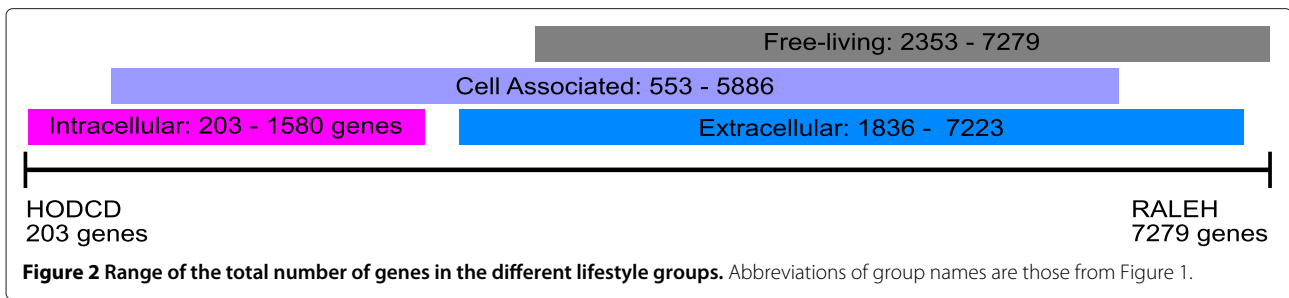 Free-living: 2353 - 7279
Cell Associated: 553 - 5886
Intracellular: 203 - 1580 genes
Extracellular: 1836 - 7223
HODCD
203 genes
RALEH
7279 genes
Figure 2 Range of the total number of genes in the different lifestyle groups. Abbreviations of group names are those from Figure 1.